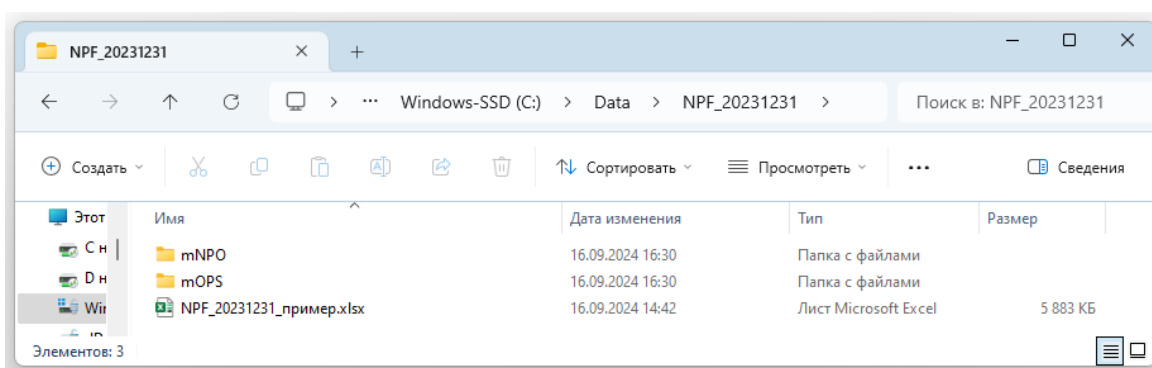 NPF_20231231
Windows-SSD (C:) > Data > NPF_20231231 >
Поиск в: NPF_20231231
Создать
Сортировать
Просмотреть
Сведения
Этот
Имя
Дата изменения
Тип
Размер
C н
mNPO
16.09.2024 16:30
Папка с файлами
D н
mOPS
16.09.2024 16:30
Папка с файлами
Wir
NPF_20231231_пример.xlsx
16.09.2024 14:42
Лист Microsoft Excel
5 883 КБ
Элементов: 3